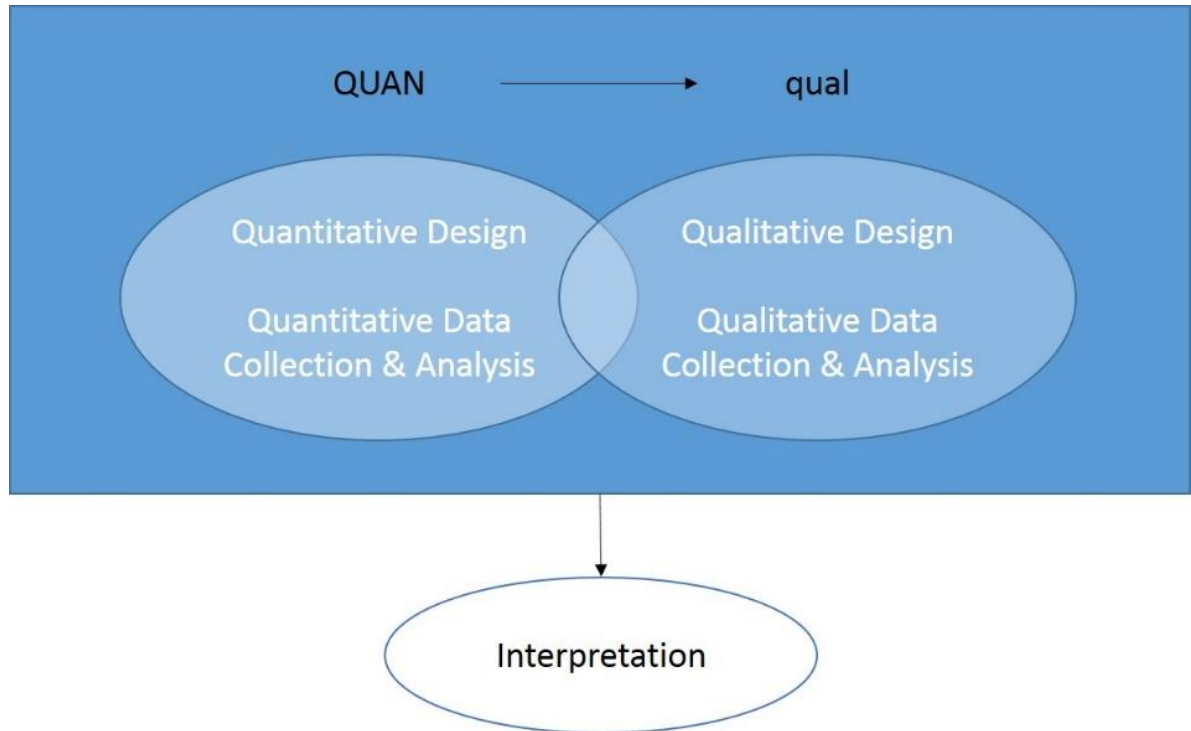 QUAN
qual
Quantitative Design
Qualitative Design
Quantitative Data
Collection & Analysis
Qualitative Data
Collection & Analysis
Interpretation